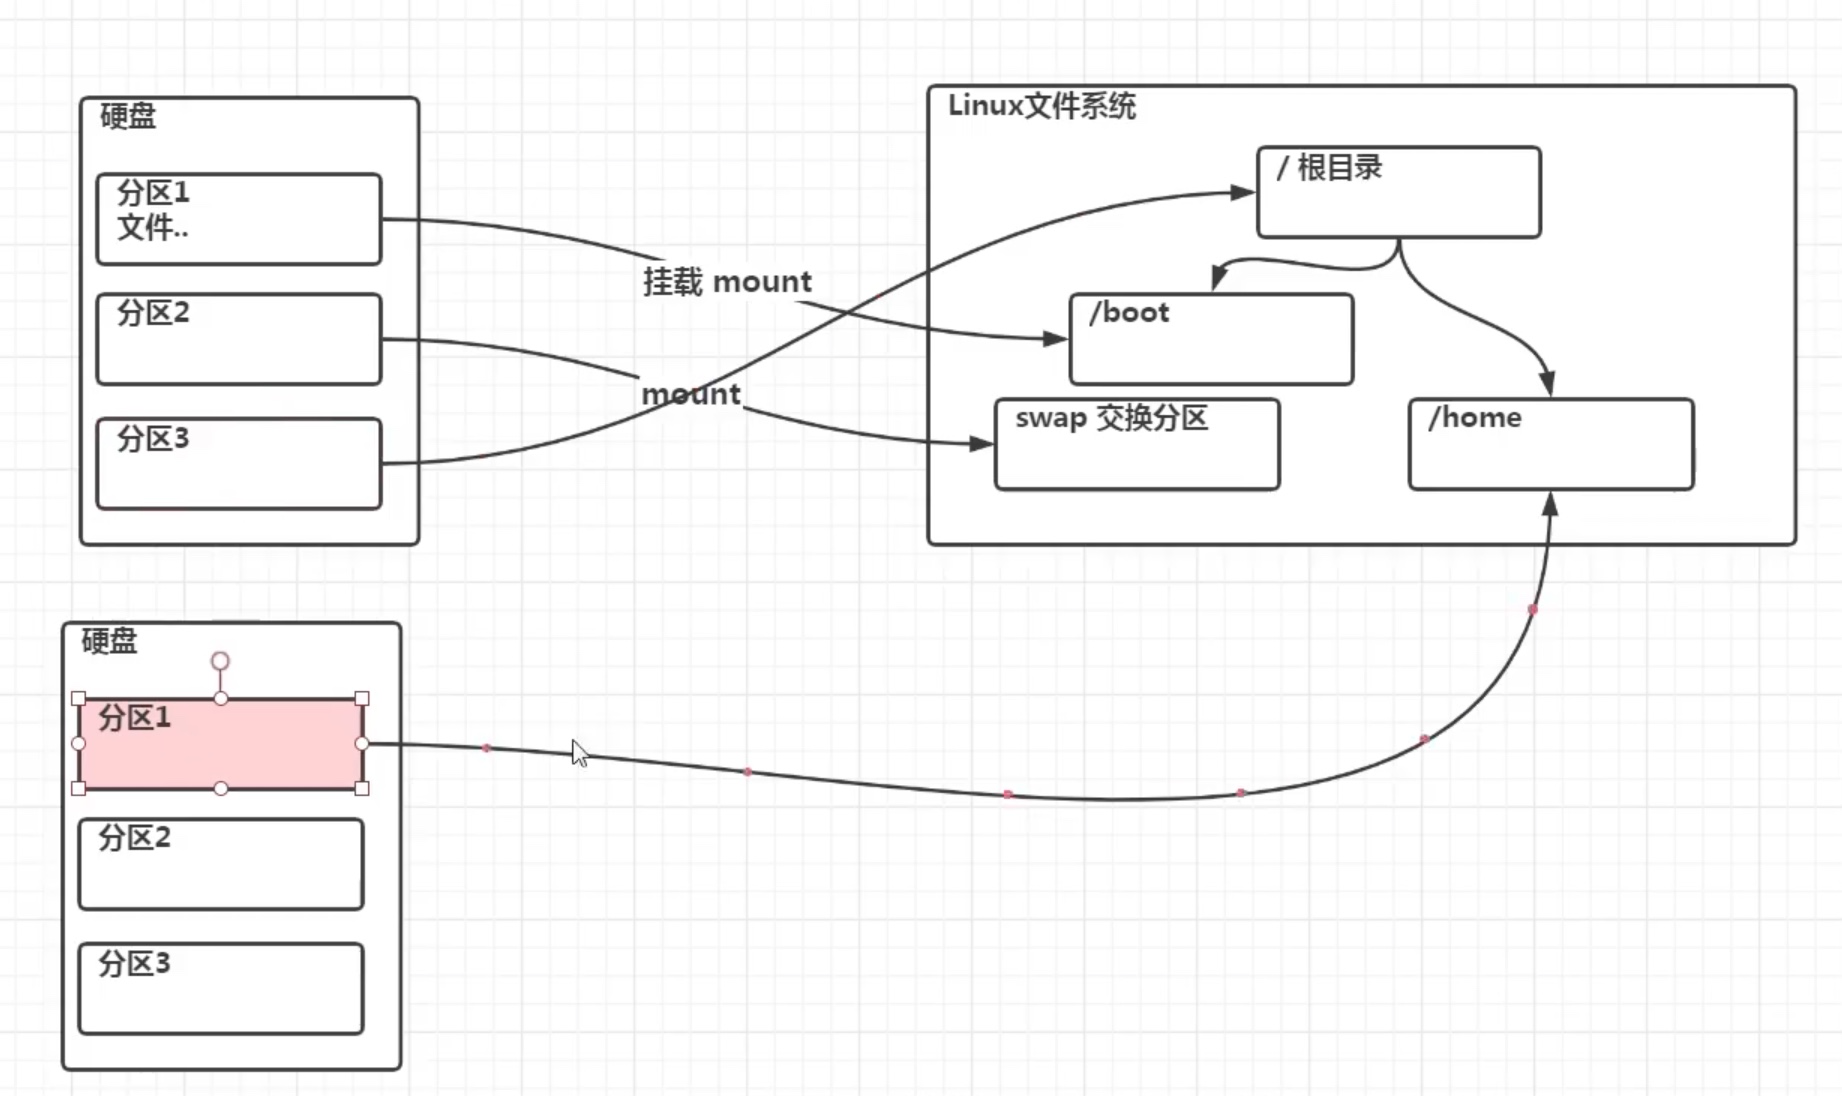 硬盘
分区1
文件..
分区2
分区3
挂载 mount
mount
Linux文件系统
/ 根目录
/boot
swap 交换分区
/home
硬盘
分区1
分区2
分区3